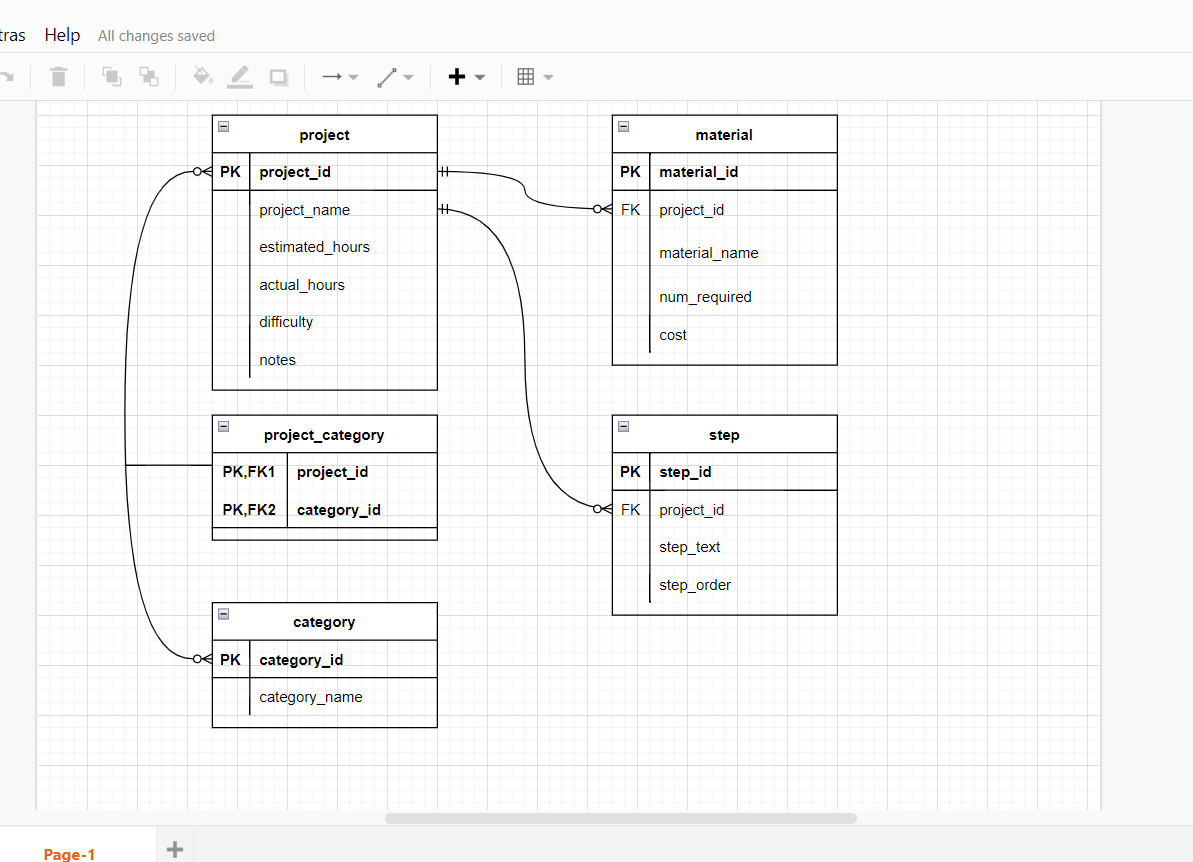 tras Help All changes saved
project
PK project_id
project_name
estimated_hours
actual_hours
difficulty
notes
material
PK material_id
FK project_id
material_name
num_required
cost
project_category
PK,FK1 project_id
PK,FK2 category_id
step
PK step_id
FK project_id
step_text
step_order
category
PK category_id
category_name
Page-1